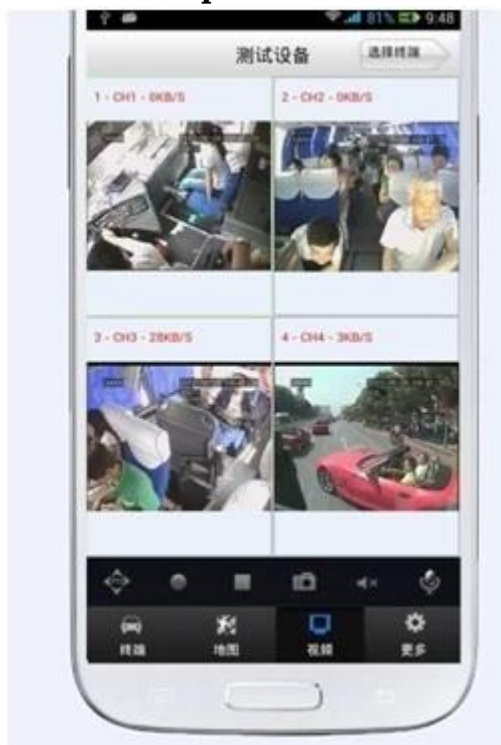 81% 9:48
测试设备
选择终端
1 - CH1 - 0KB/S
2 - CH2 - 0KB/S
3 - CH3 - 28KB/S
4 - CH4 - 3KB/S
终端
地图
视频
更多